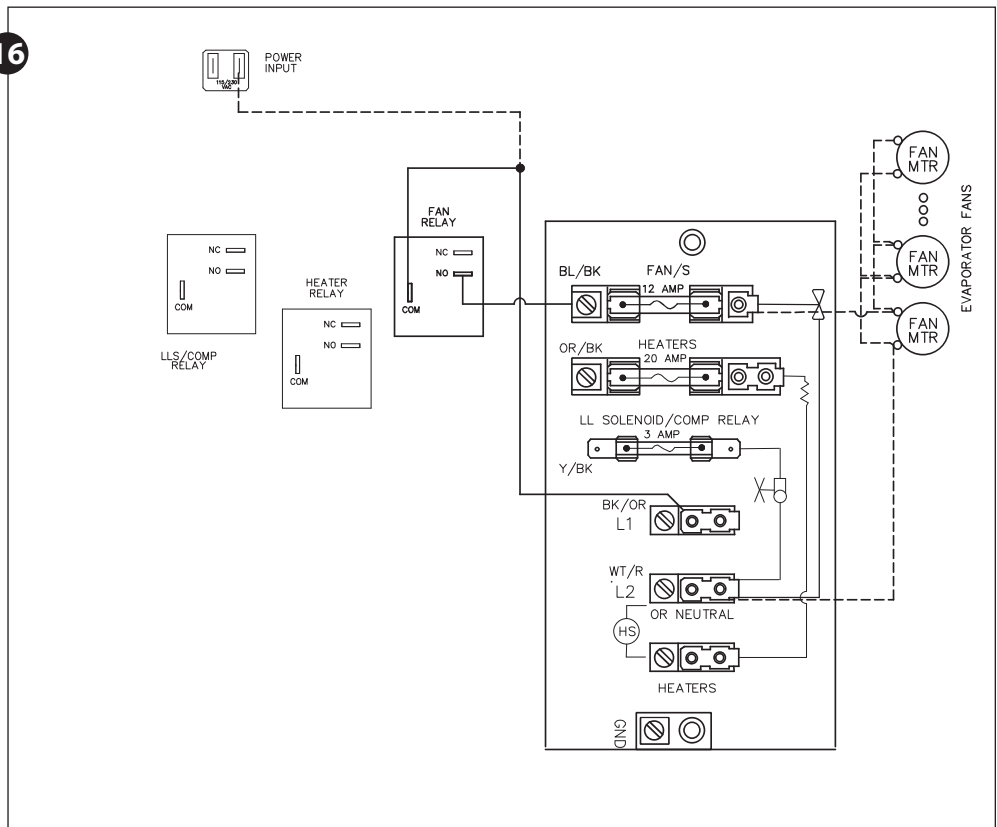 16
POWER
INPUT
115/230
VAC
FAN
RELAY
NC
NO
COM
NC
NO
COM
LLS/COMP
RELAY
HEATER
RELAY
NC
NO
COM
BL/BK
FAN/S
12 AMP
OR/BK
HEATERS
20 AMP
LL SOLENOID/COMP RELAY
3 AMP
Y/BK
BK/OR
L1
WT/R
L2
OR NEUTRAL
HS
HEATERS
GND
FAN
MTR
FAN
MTR
FAN
MTR
EVAPORATOR FANS